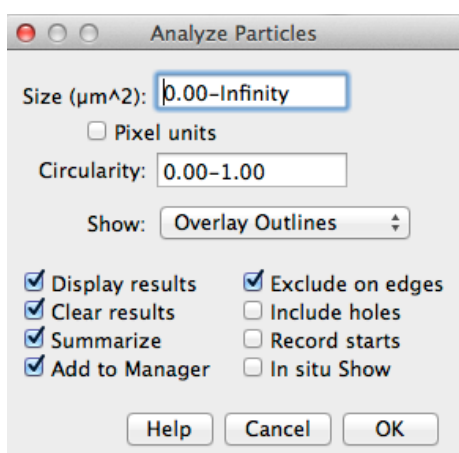 Analyze Particles
Size (µm^2): 0.00-Infinity
Pixel units
Circularity: 0.00-1.00
Show: Overlay Outlines
Display results Exclude on edges
Clear results Include holes
Summarize Record starts
Add to Manager In situ Show
Help Cancel OK